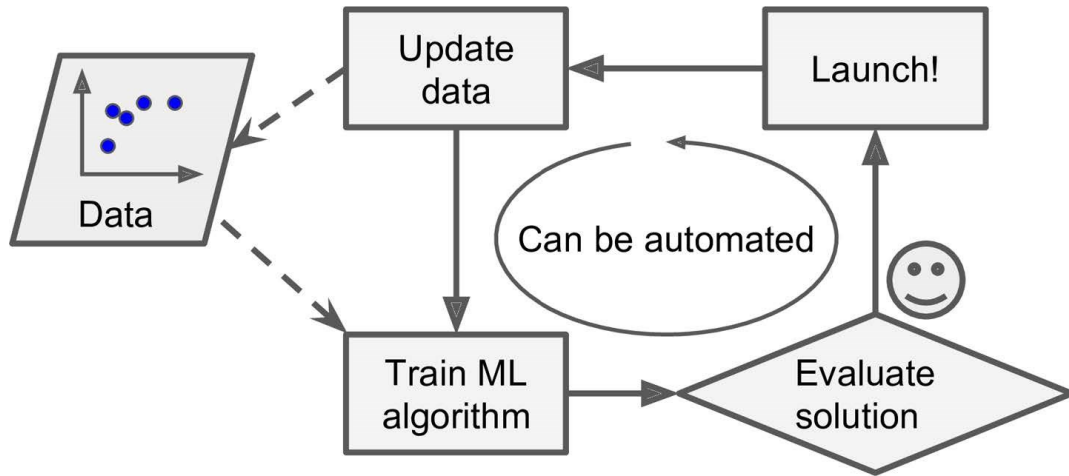 Update
data
Launch!
Data
Can be automated
Train ML
algorithm
Evaluate
solution